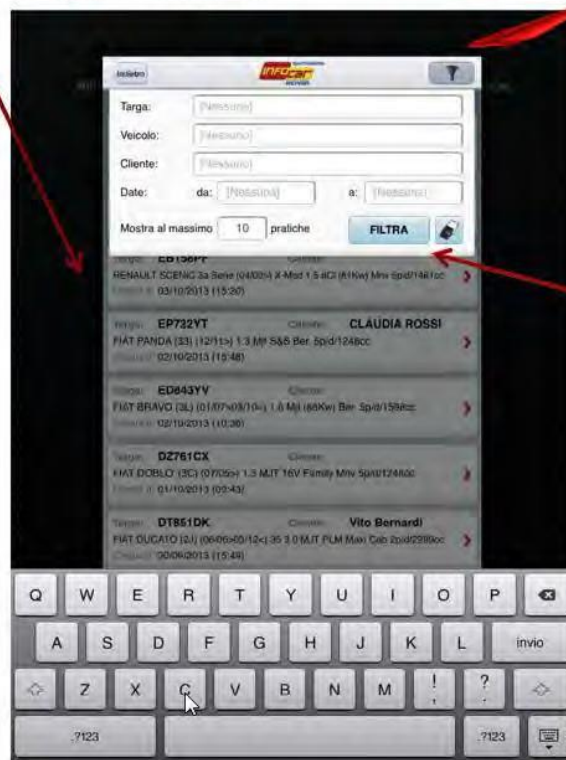 Indietro
INFOCAR
Targa: [Nessuno]
Veicolo: [Nessuno]
Cliente: [Nessuno]
Date: da: [Nessuna] a: [Nessuna]
Mostra al massimo 10 pratiche FILTRA
Targa: EB158PF
RENAULT SCENIC 3a Serie X-Mod 1.5 dCi (81Kw) Mnv 5p/d/1461cc
03/10/2013 (15:20)
Targa: EP732YT Cliente: CLAUDIA ROSSI
FIAT PANDA (33) (12/11>) 1.3 Mjt S&S Ber. 5p/d/1248cc
02/10/2013 (15:48)
Targa: ED843YV Cliente:
FIAT BRAVO (3L) (01/07>03/10<) 1.6 Mjt (88Kw) Ber. 5p/d/1598cc
02/10/2013 (10:36)
Targa: DZ761CX Cliente:
FIAT DOBLO' (3C) (07/05>) 1.3 MJT 16V Family Mnv 5p/d/1248cc
01/10/2013 (09:43)
Targa: DT851DK Cliente: Vito Bernardi
FIAT DUCATO (2J) (06/06>05/12<) 35 3.0 MJT PLM Maxi Cab 2p/d/2999cc
(15:49)
Q W E R T Y U I O P
A S D F G H J K L invio
Z X C V B N M ! , ? .
.?123 .?123